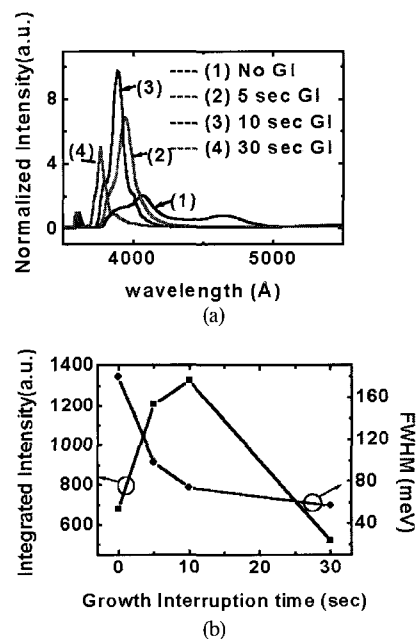 Normalized Intensity(a.u.)
10
5
0
(1) No GI
(2) 5 sec GI
(3) 10 sec GI
(4) 30 sec GI
(3)
(4)
(2)
(1)
4000
5000
wavelength (Å)
(a)
Integrated Intensity(a.u.)
1400
1200
1000
800
600
160
120
80
40
FWHM (meV)
0
10
20
30
Growth Interruption time (sec)
(b)